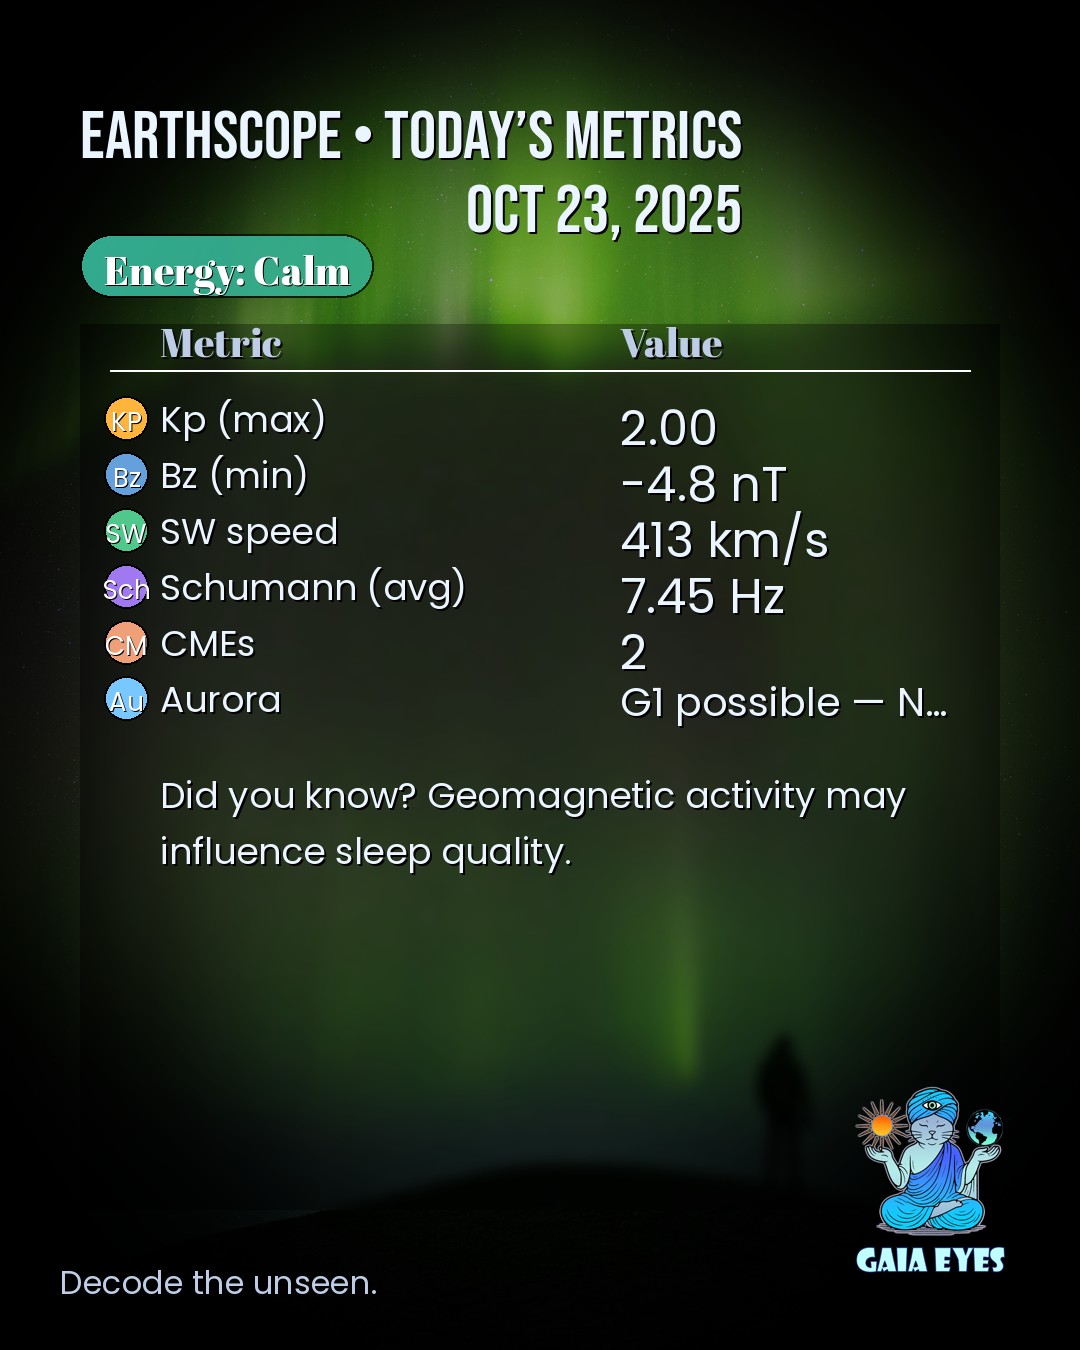 EARTHSCOPE • TODAY’S METRICS
OCT 23, 2025
Energy: Calm
Metric Value
KP Kp (max) 2.00
Bz Bz (min) −4.8 nT
SW SW speed 413 km/s
Sch Schumann (avg) 7.45 Hz
CM CMEs 2
Au Aurora G1 possible — N…
Did you know? Geomagnetic activity may
influence sleep quality.
GAIA EYES
Decode the unseen.